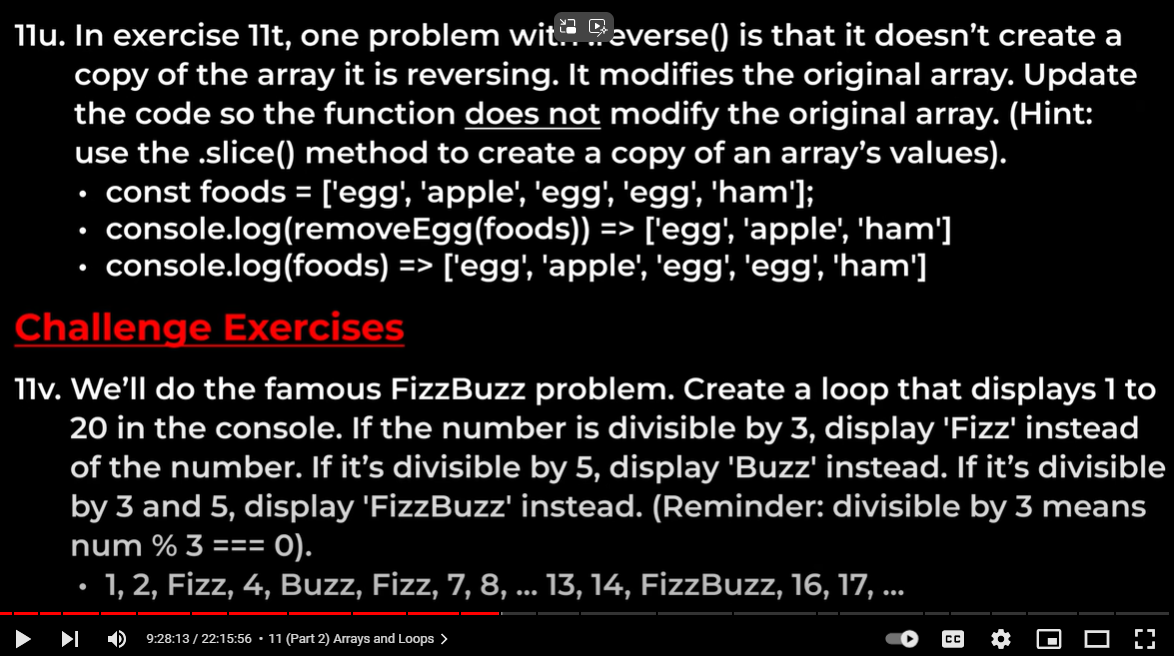 11u. In exercise 11t, one problem with .reverse() is that it doesn’t create a
copy of the array it is reversing. It modifies the original array. Update
the code so the function does not modify the original array. (Hint:
use the .slice() method to create a copy of an array’s values).
• const foods = ['egg', 'apple', 'egg', 'egg', 'ham'];
• console.log(removeEgg(foods)) => ['egg', 'apple', 'ham']
• console.log(foods) => ['egg', 'apple', 'egg', 'egg', 'ham']
Challenge Exercises
11v. We’ll do the famous FizzBuzz problem. Create a loop that displays 1 to
20 in the console. If the number is divisible by 3, display 'Fizz' instead
of the number. If it’s divisible by 5, display 'Buzz' instead. If it’s divisible
by 3 and 5, display 'FizzBuzz' instead. (Reminder: divisible by 3 means
num % 3 === 0).
• 1, 2, Fizz, 4, Buzz, Fizz, 7, 8, ... 13, 14, FizzBuzz, 16, 17, ...
9:28:13 / 22:15:56 • 11 (Part 2) Arrays and Loops >
CC